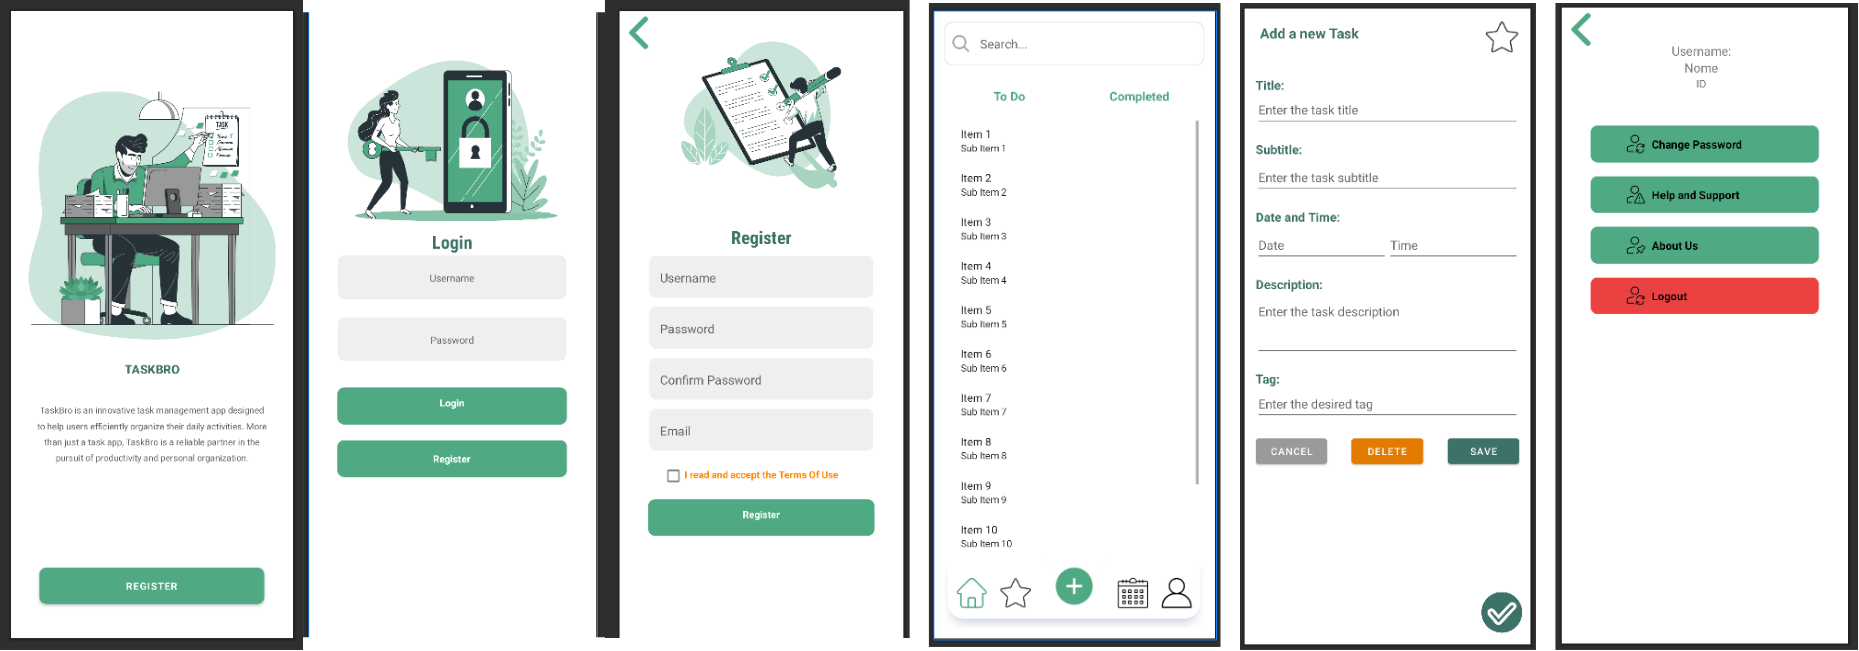 TASK
TASKBRO
TaskBro is an innovative task management app designed
to help users efficiently organize their daily activities. More
than just a task app, TaskBro is a reliable partner in the
pursuit of productivity and personal organization.
REGISTER
Login
Username
Password
Login
Register
Register
Username
Password
Confirm Password
Email
I read and accept the Terms Of Use
Register
Search...
To Do
Completed
Item 1
Sub Item 1
Item 2
Sub Item 2
Item 3
Sub Item 3
Item 4
Sub Item 4
Item 5
Sub Item 5
Item 6
Sub Item 6
Item 7
Sub Item 7
Item 8
Sub Item 8
Item 9
Sub Item 9
Item 10
Sub Item 10
Add a new Task
Title:
Enter the task title
Subtitle:
Enter the task subtitle
Date and Time:
Date
Time
Description:
Enter the task description
Tag:
Enter the desired tag
CANCEL
DELETE
SAVE
Username:
Nome
ID
Change Password
Help and Support
About Us
Logout